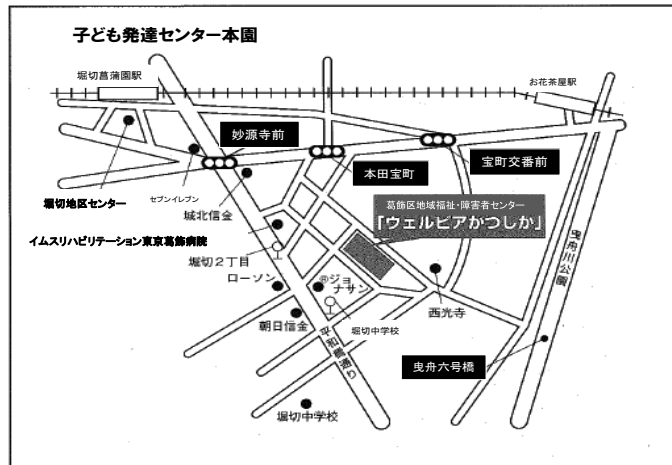 子ども発達センター本園
堀切菖蒲園駅
お花茶屋駅
妙源寺前
本田宝町
宝町交番前
堀切地区センター
セブンイレブン
城北信金
葛飾区地域福祉・障害者センター
「ウェルピアかつしか」
イムスリハビリテーション東京葛飾病院
堀切2丁目
ローソン
®ジョ
ナサン
西光寺
曳舟川公園
朝日信金
堀切中学校
平和橋通り
曳舟六号橋
堀切中学校